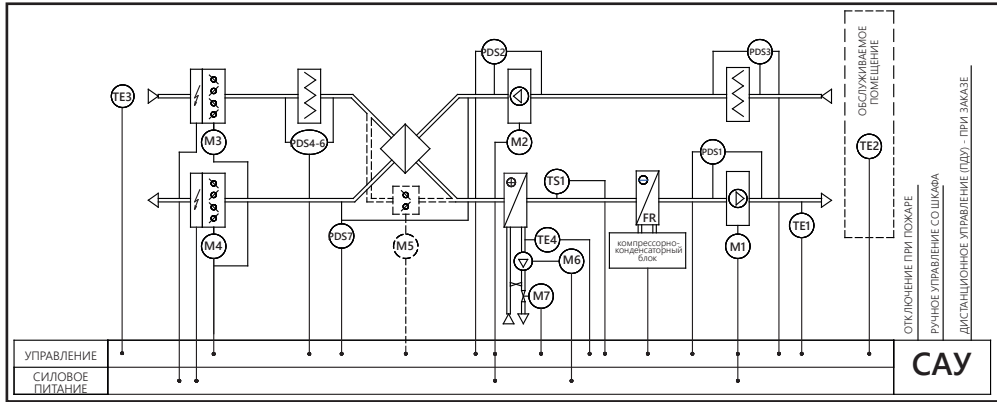 PDS2
PDS3
TE3
M3
PDS4-6
M2
ОБСЛУЖИВАЕМОЕ
ПОМЕЩЕНИЕ
TE2
PDS1
TS1
FR
M4
PDS7
M5
TE4
M6
M7
компрессорно-
конденсаторный
блок
M1
TE1
ОТКЛЮЧЕНИЕ ПРИ ПОЖАРЕ
РУЧНОЕ УПРАВЛЕНИЕ СО ШКАФА
ДИСТАНЦИОННОЕ УПРАВЛЕНИЕ (ПДУ) - ПРИ ЗАКАЗЕ
УПРАВЛЕНИЕ
СИЛОВОЕ
ПИТАНИЕ
САУ